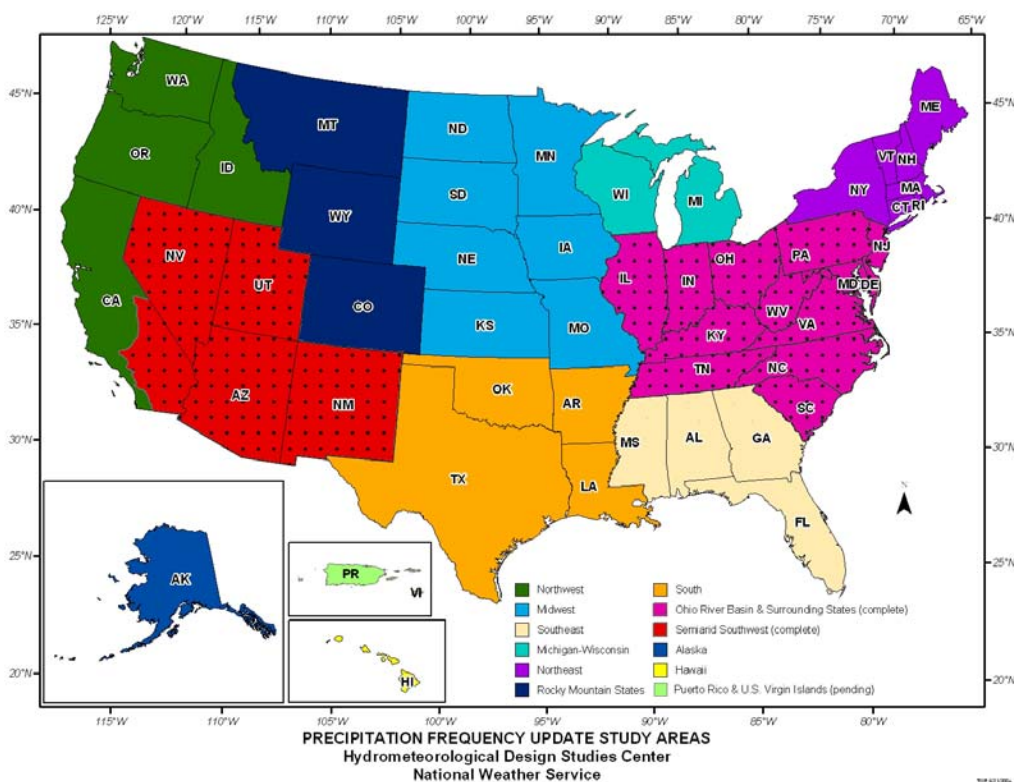 125°W 120°W 115°W 110°W 105°W 100°W 95°W 90°W 85°W 80°W 75°W 70°W 65°W
45°N
40°N
35°N
30°N
25°N
20°N
45°N
40°N
35°N
30°N
25°N
20°N
WA
OR
ID
MT
WY
CA
NV
UT
CO
AZ
NM
ND
SD
NE
KS
MN
IA
MO
WI
MI
OK
AR
TX
LA
IL
IN
OH
PA
NJ
MD DE
WV
VA
KY
TN
NC
SC
MS
AL
GA
FL
ME
VT
NH
NY
MA
CT RI
AK
PR
VI
HI
N
Northwest
Midwest
Southeast
Michigan-Wisconsin
Northeast
Rocky Mountain States
South
Ohio River Basin & Surrounding States (complete)
Semiarid Southwest (complete)
Alaska
Hawaii
Puerto Rico & U.S. Virgin Islands (pending)
115°W 110°W 105°W 100°W 95°W 90°W 85°W 80°W
PRECIPITATION FREQUENCY UPDATE STUDY AREAS
Hydrometeorological Design Studies Center
National Weather Service